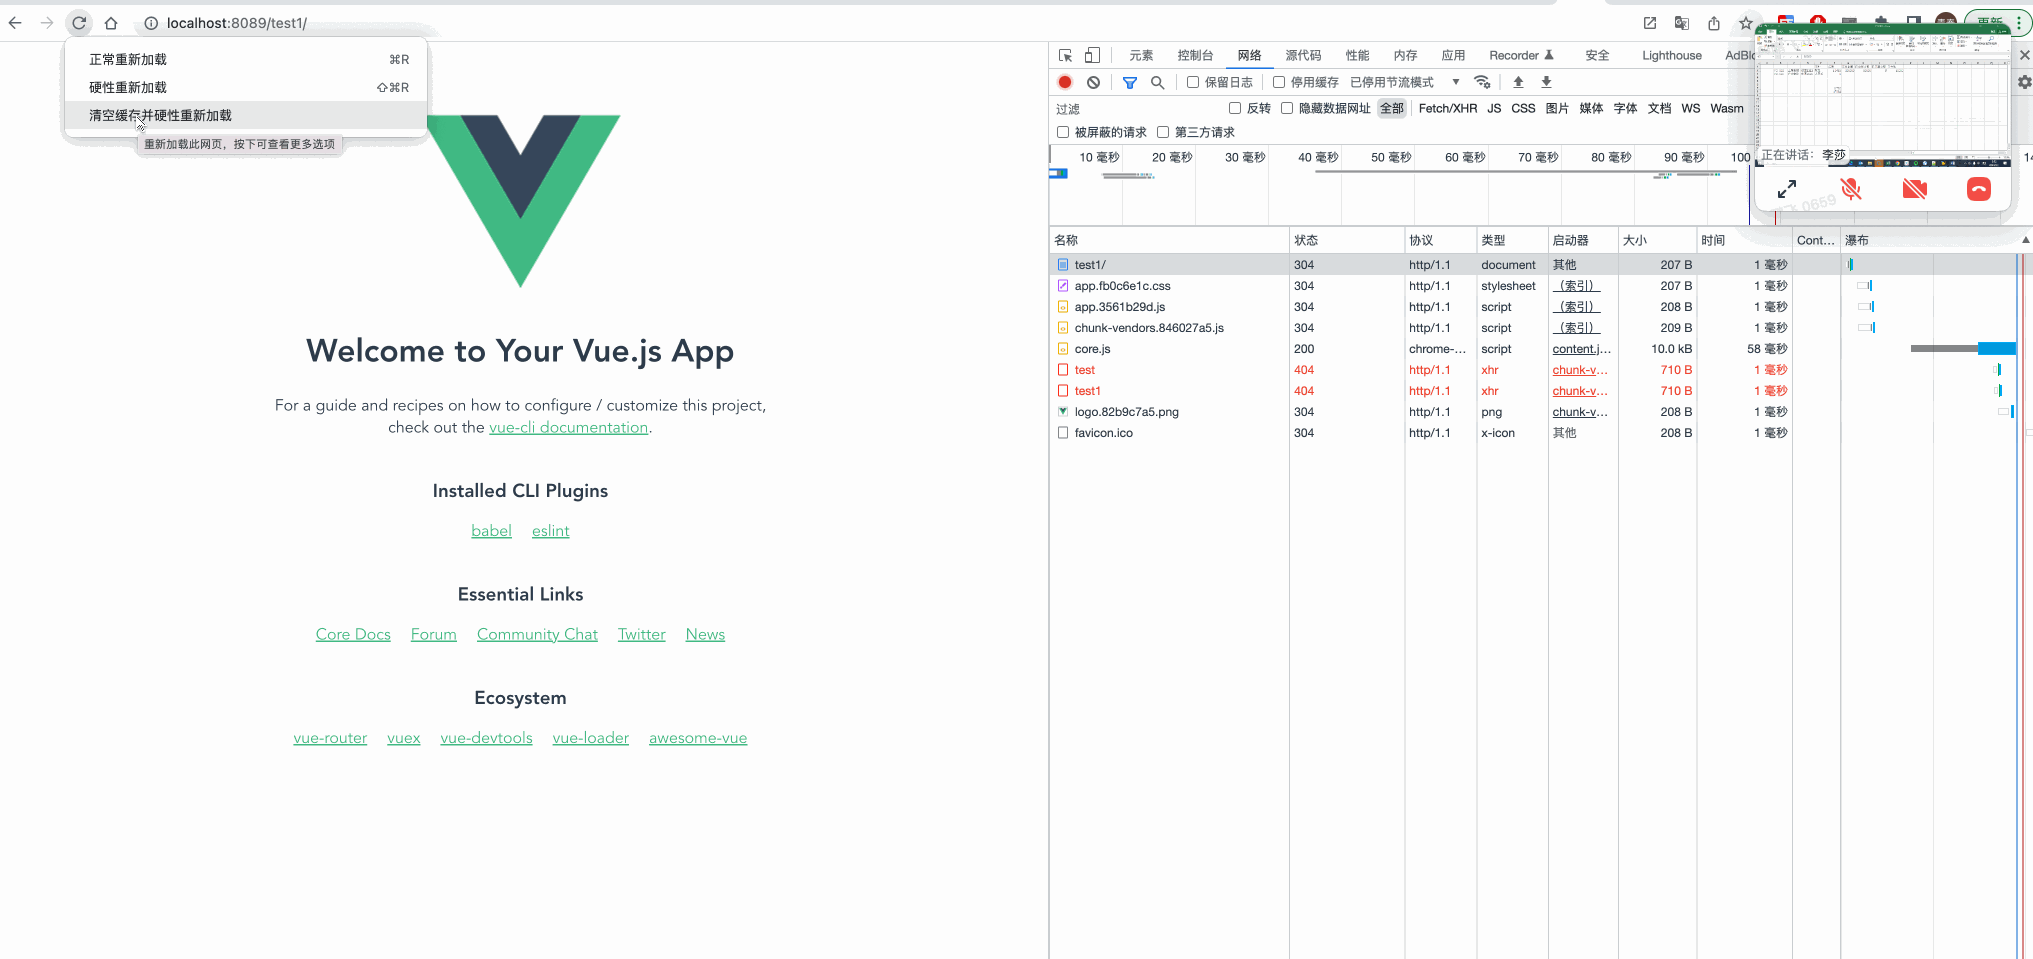 localhost:8089/test1/
更新
正常重新加载 ⌘R
硬性重新加载 ⇧⌘R
清空缓存并硬性重新加载
重新加载此网页，按下可查看更多选项
Welcome to Your Vue.js App
For a guide and recipes on how to configure / customize this project,
check out the vue-cli documentation.
Installed CLI Plugins
babel eslint
Essential Links
Core Docs Forum Community Chat Twitter News
Ecosystem
vue-router vuex vue-devtools vue-loader awesome-vue
元素 控制台 网络 源代码 性能 内存 应用 Recorder 安全 Lighthouse
保留日志 停用缓存 已停用节流模式
过滤 反转 隐藏数据网址 全部 Fetch/XHR JS CSS 图片 媒体 字体 文档 WS Wasm
被屏蔽的请求 第三方请求
10 毫秒 20 毫秒 30 毫秒 40 毫秒 50 毫秒 60 毫秒 70 毫秒 80 毫秒 90 毫秒 100
正在讲话: 李莎
0659
名称 状态 协议 类型 启动器 大小 时间 Cont... 瀑布
test1/ 304 http/1.1 document 其他 207 B 1 毫秒
app.fb0c6e1c.css 304 http/1.1 stylesheet （索引） 207 B 1 毫秒
app.3561b29d.js 304 http/1.1 script （索引） 208 B 1 毫秒
chunk-vendors.846027a5.js 304 http/1.1 script （索引） 209 B 1 毫秒
core.js 200 chrome-... script content.j... 10.0 kB 58 毫秒
test 404 http/1.1 xhr chunk-v... 710 B 1 毫秒
test1 404 http/1.1 xhr chunk-v... 710 B 1 毫秒
logo.82b9c7a5.png 304 http/1.1 png chunk-v... 208 B 1 毫秒
favicon.ico 304 http/1.1 x-icon 其他 208 B 1 毫秒